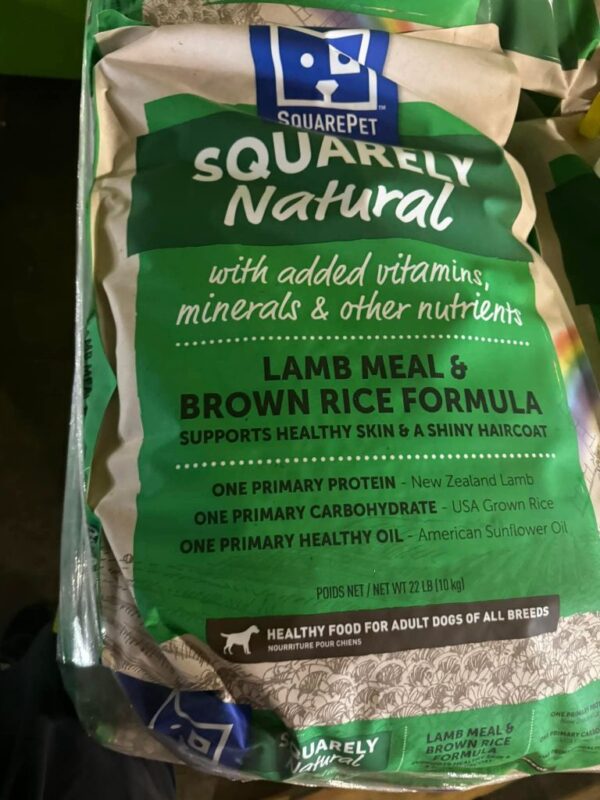 SQUAREPET
SQUARELY
Natural
with added vitamins,
minerals & other nutrients
LAMB MEAL &
BROWN RICE FORMULA
SUPPORTS HEALTHY SKIN & A SHINY HAIRCOAT
ONE PRIMARY PROTEIN - New Zealand Lamb
ONE PRIMARY CARBOHYDRATE - USA Grown Rice
ONE PRIMARY HEALTHY OIL - American Sunflower Oil
POIDS NET / NET WT 22 LB (10 kg)
HEALTHY FOOD FOR ADULT DOGS OF ALL BREEDS
NOURRITURE POUR CHIENS
SQUARELY
Natural
LAMB MEAL &
BROWN RICE
FORMULA